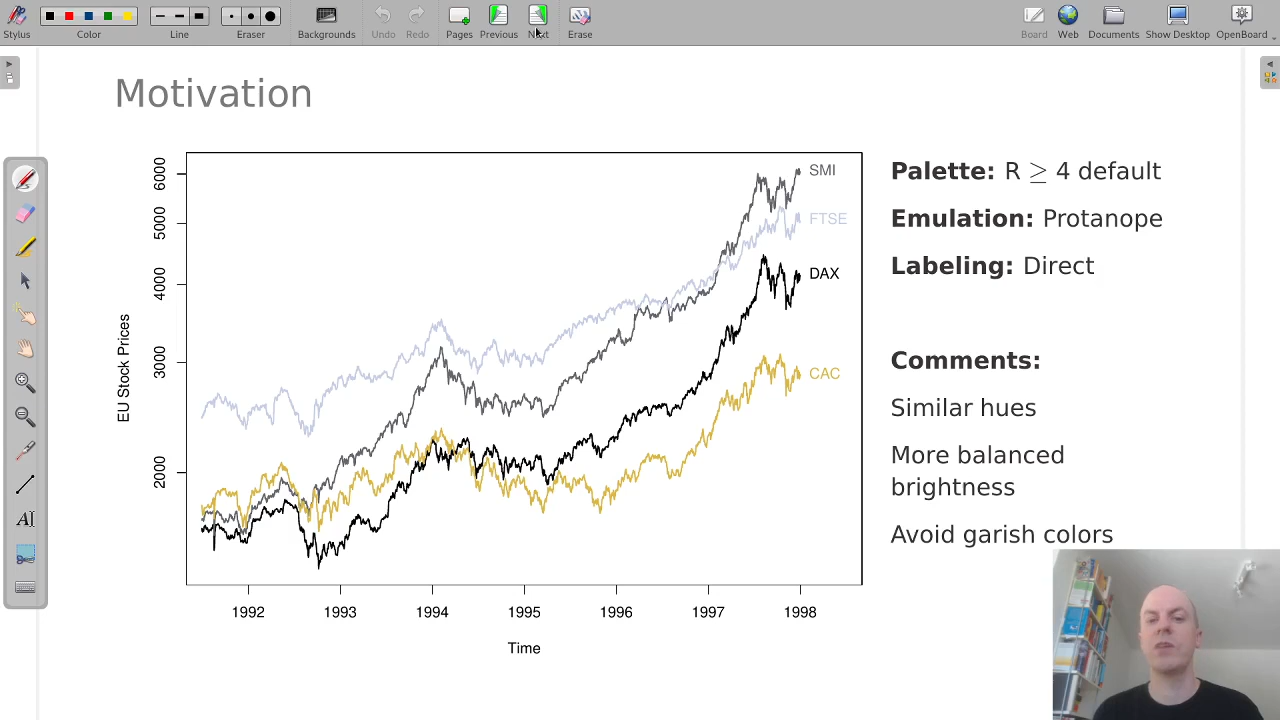 Stylus
Color
Line
Eraser
Backgrounds
Undo
Redo
Pages
Previous
Next
Erase
Board
Web
Documents
Show Desktop
OpenBoard
Motivation
EU Stock Prices
6000
5000
4000
3000
2000
SMI
FTSE
DAX
CAC
1992
1993
1994
1995
1996
1997
1998
Time
Palette: R ≥ 4 default
Emulation: Protanope
Labeling: Direct
Comments:
Similar hues
More balanced
brightness
Avoid garish colors